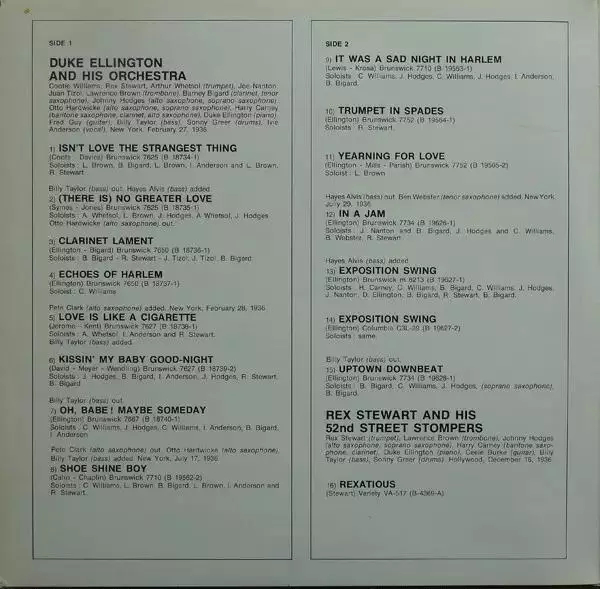 SIDE 1
DUKE ELLINGTON
AND HIS ORCHESTRA
Cootie Williams, Rex Stewart, Arthur Whetsol (trumpet), Joe Nanton,
Juan Tizol, Lawrence Brown (trombone), Barney Bigard (clarinet, tenor
saxophone), Johnny Hodges (alto saxophone, soprano saxophone),
Otto Hardwicke (alto saxophone, soprano saxophone), Harry Carney
(baritone saxophone, clarinet, alto saxophone), Duke Ellington (piano),
Fred Guy (guitar), Billy Taylor (bass), Sonny Greer (drums), Ivie
Anderson (vocal), New York, February 27, 1936.
1) ISN'T LOVE THE STRANGEST THING
(Coots - Davies) Brunswick 7625 (B 18734-1)
Soloists : L. Brown, B. Bigard, L. Brown, I. Anderson and L. Brown,
R. Stewart
Billy Taylor (bass) out, Hayes Alvis (bass) added
2) (THERE IS) NO GREATER LOVE
(Symes - Jones) Brunswick 7625 (B 18735-1)
Soloists : A. Whetsol, L. Brown, J. Hodges, A Whetsol, J. Hodges
Otto Hardwicke (alto saxophone) out.
3) CLARINET LAMENT
(Ellington - Bigard) Brunswick 7650 (B 18736-1)
Soloists : B. Bigard - R. Stewart - J. Tizol, J. Tizol, B. Bigard
4) ECHOES OF HARLEM
(Ellington) Brunswick 7650 (B 18737-1)
Soloist : C. Williams
Pete Clark (alto saxophone) added, New York, February 28, 1936
5) LOVE IS LIKE A CIGARETTE
(Jerome - Kent) Brunswick 7627 (B 18738-1)
Soloists : A. Whetsol, I. Anderson and R. Stewart
Billy Taylor (bass) added
6) KISSIN' MY BABY GOOD-NIGHT
(David - Meyer - Wendling) Brunswick 7627 (B 18739-2)
Soloists : J. Hodges, B. Bigard, I. Anderson, J. Hodges, R. Stewart,
B. Bigard
Billy Taylor (bass) out
7) OH, BABE! MAYBE SOMEDAY
(Ellington) Brunswick 7667 (B 18740-1)
Soloists : C. Williams, J. Hodges, C. Williams, I. Anderson, B. Bigard,
I. Anderson
Pete Clark (alto saxophone) out, Otto Hardwicke (alto saxophone),
Billy Taylor (bass) added New York, July 17, 1936
8) SHOE SHINE BOY
(Cahn - Chaplin) Brunswick 7710 (B 19562-2)
Soloists : C. Williams, L. Brown, B. Bigard, L. Brown, I. Anderson and
R. Stewart.
SIDE 2
9) IT WAS A SAD NIGHT IN HARLEM
(Lewis - Kresa) Brunswick 7710 (B 19563-1)
Soloists : C. Williams, J. Hodges, C. Williams, J. Hodges, I. Anderson,
B. Bigard.
10) TRUMPET IN SPADES
(Ellington) Brunswick 7752 (B 19564-1)
Soloists : R. Stewart.
11) YEARNING FOR LOVE
(Ellington - Mills - Parish) Brunswick 7752 (B 19565-2)
Soloist : L. Brown
Hayes Alvis (bass) out. Ben Webster (tenor saxophone) added. New York,
July 29, 1936
12) IN A JAM
(Ellington) Brunswick 7734 (B 19626-1)
Soloists : J. Nanton and B. Bigard, J. Hodges and C. Williams,
B. Webster, R. Stewart.
Hayes Alvis (bass) added
13) EXPOSITION SWING
(Ellington) Brunswick m 8213 (B 19627-1)
Soloists : H. Carney, C. Williams, B. Bigard, C. Williams, J. Hodges,
J. Nanton, D. Ellington, B. Bigard, R. Stewart, B. Bigard.
14) EXPOSITION SWING
(Ellington) Columbia C3L-39 (B 19627-2)
Soloists : same.
Billy Taylor (bass) out.
15) UPTOWN DOWNBEAT
(Ellington) Brunswick 7734 (B 19628-1)
Soloists : B. Bigard, C. Williams, J. Hodges, (soprano saxophone),
B. Bigard.
REX STEWART AND HIS
52nd STREET STOMPERS
Rex Stewart (trumpet), Lawrence Brown (trombone), Johnny Hodges
(alto saxophone, soprano saxophone), Harry Carney (baritone saxo-
phone, clarinet), Duke Ellington (piano), Ceele Burke (guitar), Billy
Taylor (bass), Sonny Greer (drums). Hollywood, December 16, 1936.
16) REXATIOUS
(Stewart) Variety VA-517 (B-4369-A)